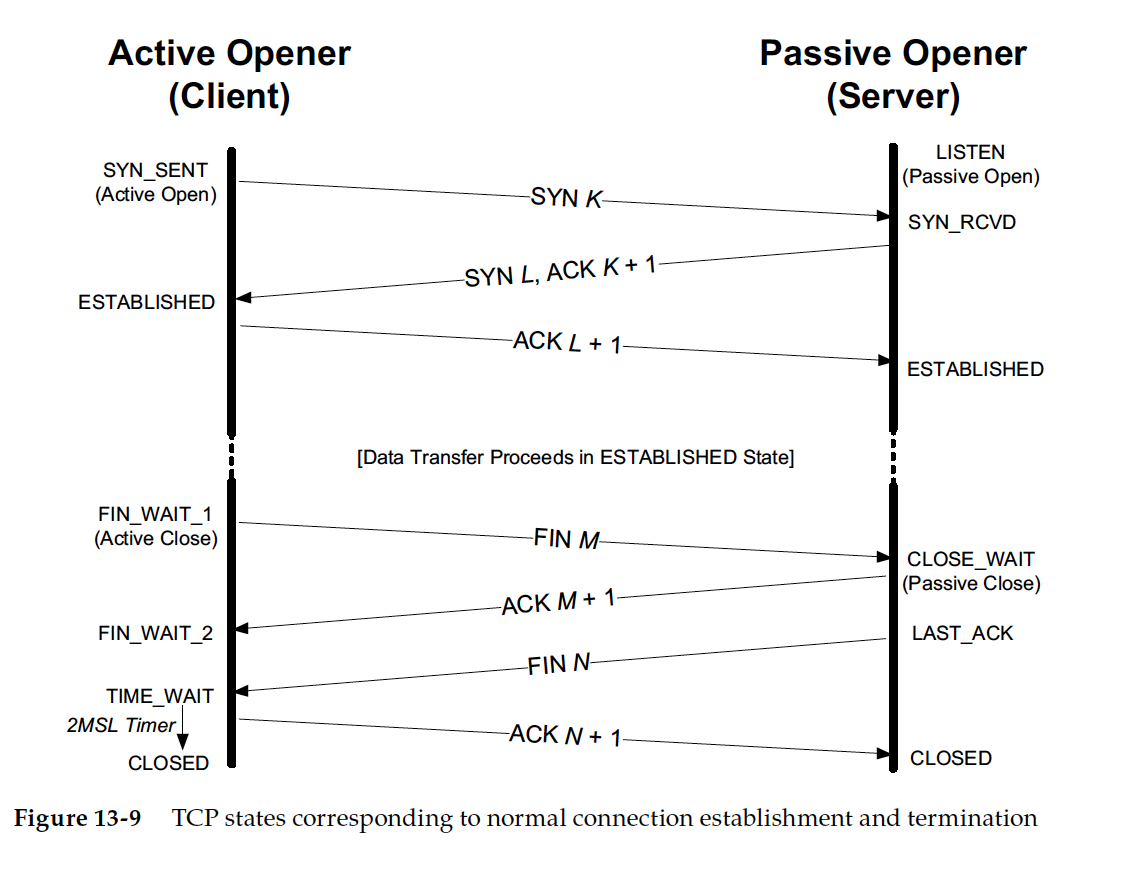 Active Opener
(Client)
Passive Opener
(Server)
SYN_SENT
(Active Open)
LISTEN
(Passive Open)
SYN K
SYN_RCVD
SYN L, ACK K + 1
ESTABLISHED
ACK L + 1
ESTABLISHED
[Data Transfer Proceeds in ESTABLISHED State]
FIN_WAIT_1
(Active Close)
FIN M
CLOSE_WAIT
(Passive Close)
ACK M + 1
FIN_WAIT_2
LAST_ACK
FIN N
TIME_WAIT
2MSL Timer
ACK N + 1
CLOSED
CLOSED
Figure 13-9 TCP states corresponding to normal connection establishment and termination